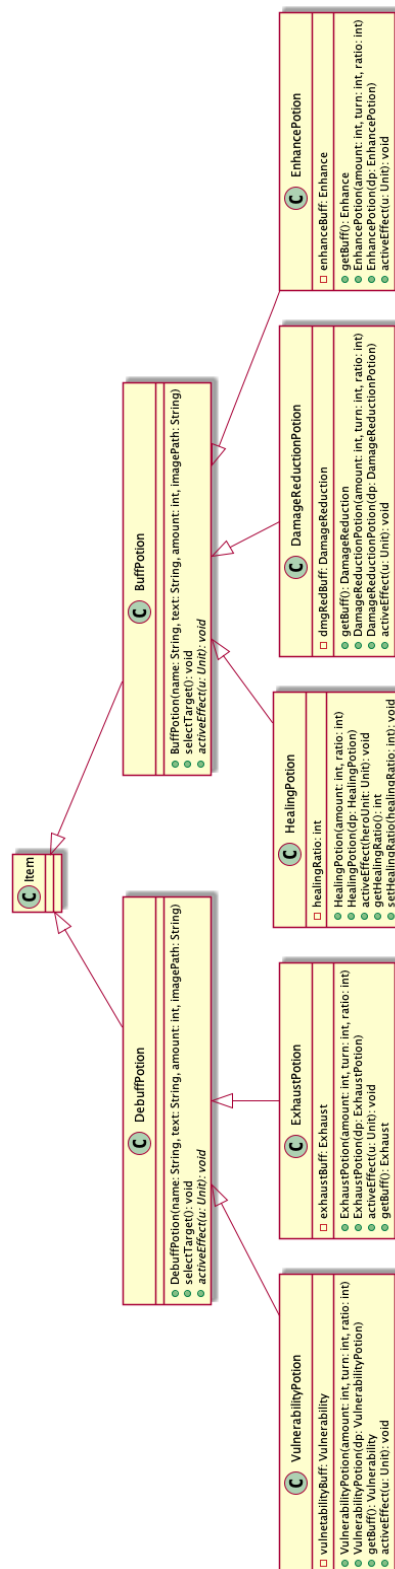 Item
DebuffPotion
DebuffPotion(name: String, text: String, amount: int, imagePath: String)
selectTarget(): void
activeEffect(u: Unit): void
BuffPotion
BuffPotion(name: String, text: String, amount: int, imagePath: String)
selectTarget(): void
activeEffect(u: Unit): void
VulnerabilityPotion
vulnetabilityBuff: Vulnerability
VulnerabilityPotion(amount: int, turn: int, ratio: int)
VulnerabilityPotion(dp: VulnerabilityPotion)
getBuff(): Vulnerability
activeEffect(u: Unit): void
ExhaustPotion
exhaustBuff: Exhaust
ExhaustPotion(amount: int, turn: int, ratio: int)
ExhaustPotion(dp: ExhaustPotion)
activeEffect(u: Unit): void
getBuff(): Exhaust
HealingPotion
healingRatio: int
HealingPotion(amount: int, ratio: int)
HealingPotion(dp: HealingPotion)
activeEffect(heroUnit: Unit): void
getHealingRatio(): int
setHealingRatio(healingRatio: int): void
DamageReductionPotion
dmgRedBuff: DamageReduction
getBuff(): DamageReduction
DamageReductionPotion(amount: int, turn: int, ratio: int)
DamageReductionPotion(dp: DamageReductionPotion)
activeEffect(u: Unit): void
EnhancePotion
enhanceBuff: Enhance
getBuff(): Enhance
EnhancePotion(amount: int, turn: int, ratio: int)
EnhancePotion(dp: EnhancePotion)
activeEffect(u: Unit): void